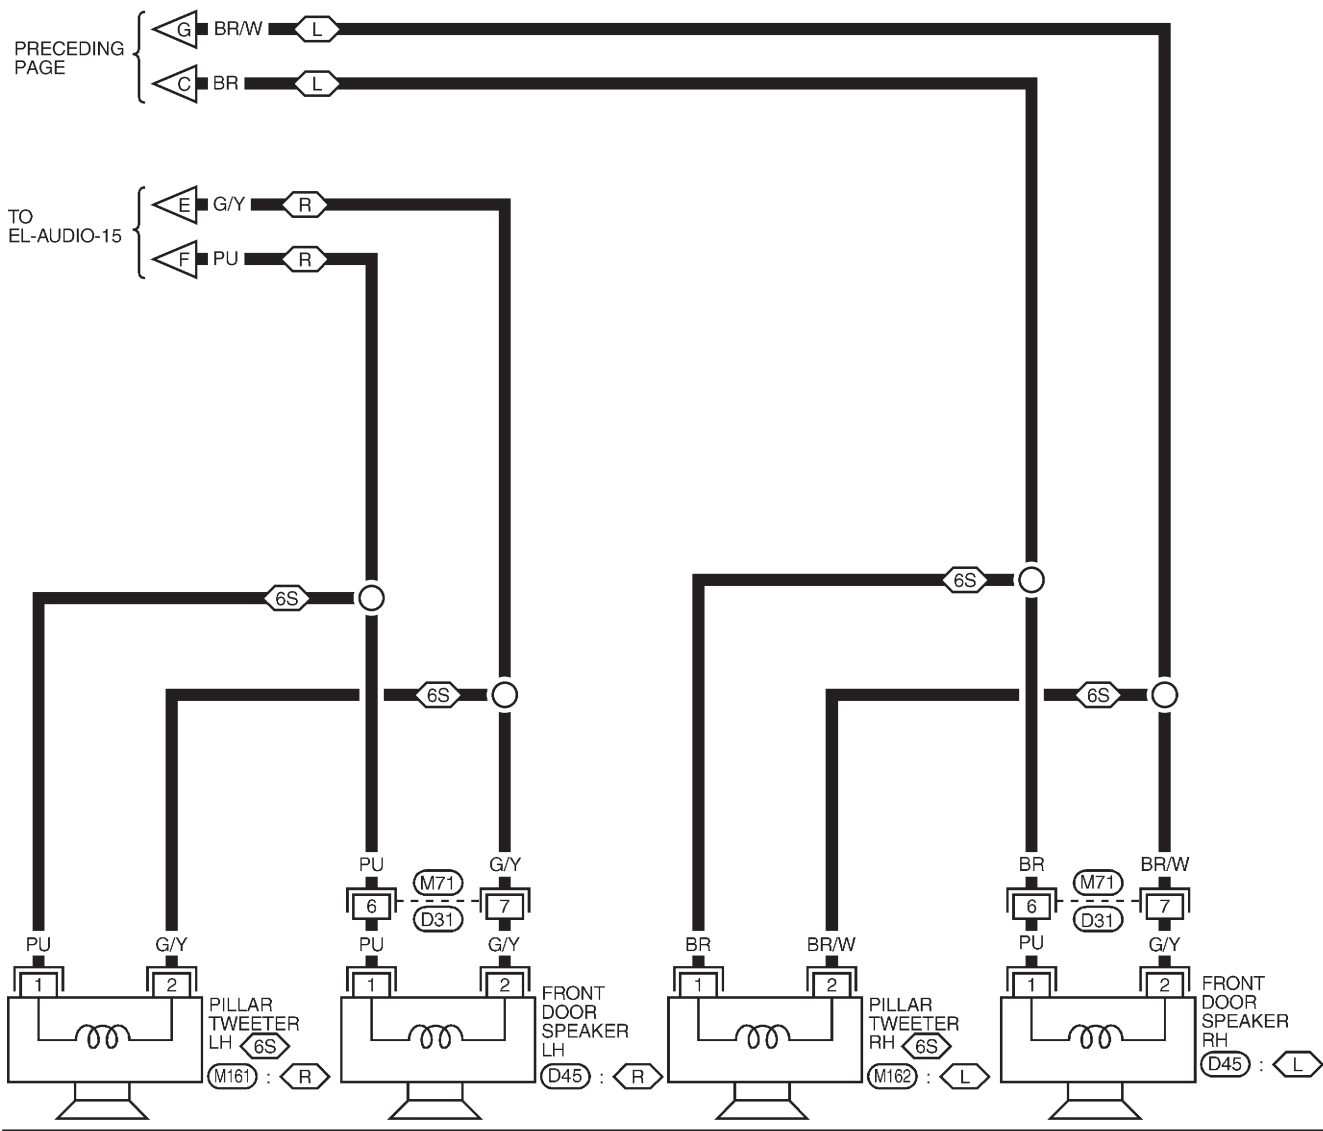 G BR/W L
PRECEDING
PAGE
C BR L
E G/Y R
TO
EL-AUDIO-15
F PU R
6S
6S
6S
6S
PU G/Y BR BR/W
M71 M71
6 7 6 7
D31 D31
PU G/Y PU G/Y BR BR/W PU G/Y
1 2 1 2 1 2 1 2
PILLAR
TWEETER
LH 6S
M161 : R
FRONT
DOOR
SPEAKER
LH
D45 : R
PILLAR
TWEETER
RH 6S
M162 : L
FRONT
DOOR
SPEAKER
RH
D45 : L